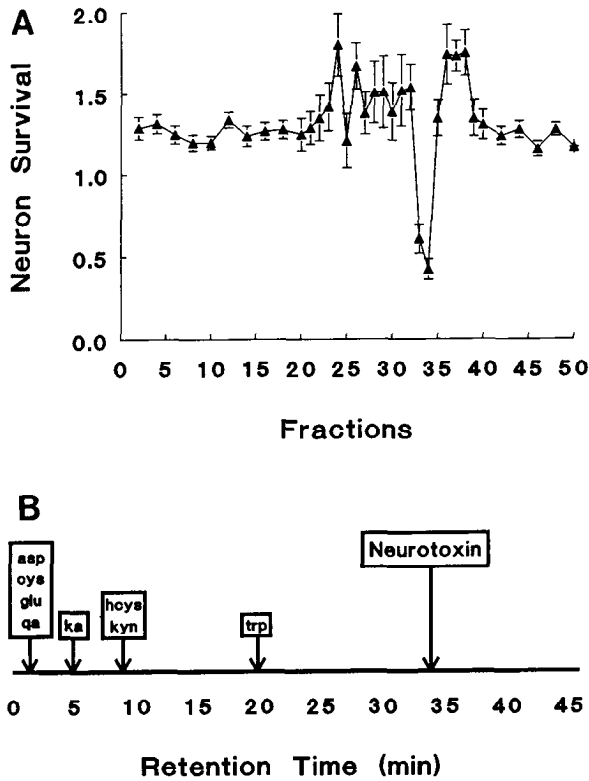 A
2.0
1.5
1.0
0.5
0.0
Neuron Survival
0 5 10 15 20 25 30 35 40 45 50
Fractions
B
asp
cys
glu
qa
ka
hcys
kyn
trp
Neurotoxin
0 5 10 15 20 25 30 35 40 45
Retention Time (min)